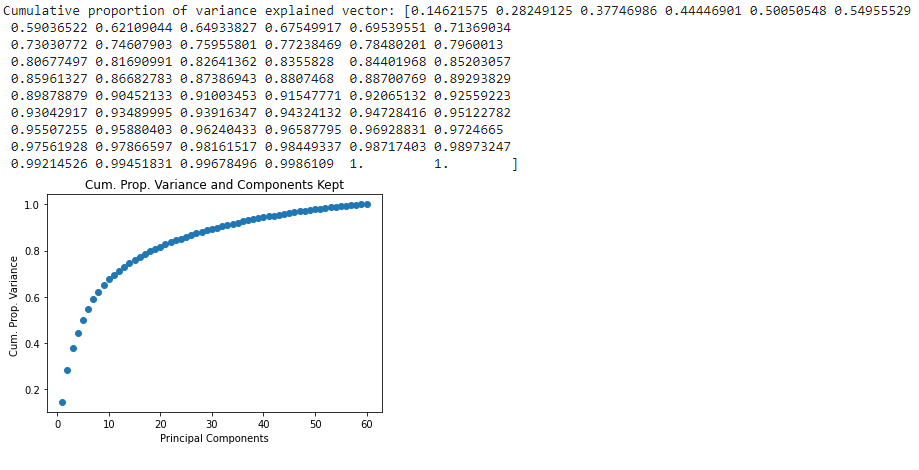 Cumulative proportion of variance explained vector: [0.14621575 0.28249125 0.37746986 0.44446901 0.50050548 0.54955529
0.59036522 0.62109044 0.64933827 0.67549917 0.69539551 0.71369034
0.73030772 0.74607903 0.75955801 0.77238469 0.78480201 0.7960013
0.80677497 0.81690991 0.82641362 0.8355828 0.84401968 0.85203057
0.85961327 0.86682783 0.87386943 0.8807468 0.88700769 0.89293829
0.89878879 0.90452133 0.91003453 0.91547771 0.92065132 0.92559223
0.93042917 0.93489995 0.93916347 0.94324132 0.94728416 0.95122782
0.95507255 0.95880403 0.96240433 0.96587795 0.96928831 0.9724665
0.97561928 0.97866597 0.98161517 0.98449337 0.98717403 0.98973247
0.99214526 0.99451831 0.99678496 0.9986109 1. 1. ]
Cum. Prop. Variance and Components Kept
1.0
0.8
0.6
0.4
0.2
Cum. Prop. Variance
0 10 20 30 40 50 60
Principal Components